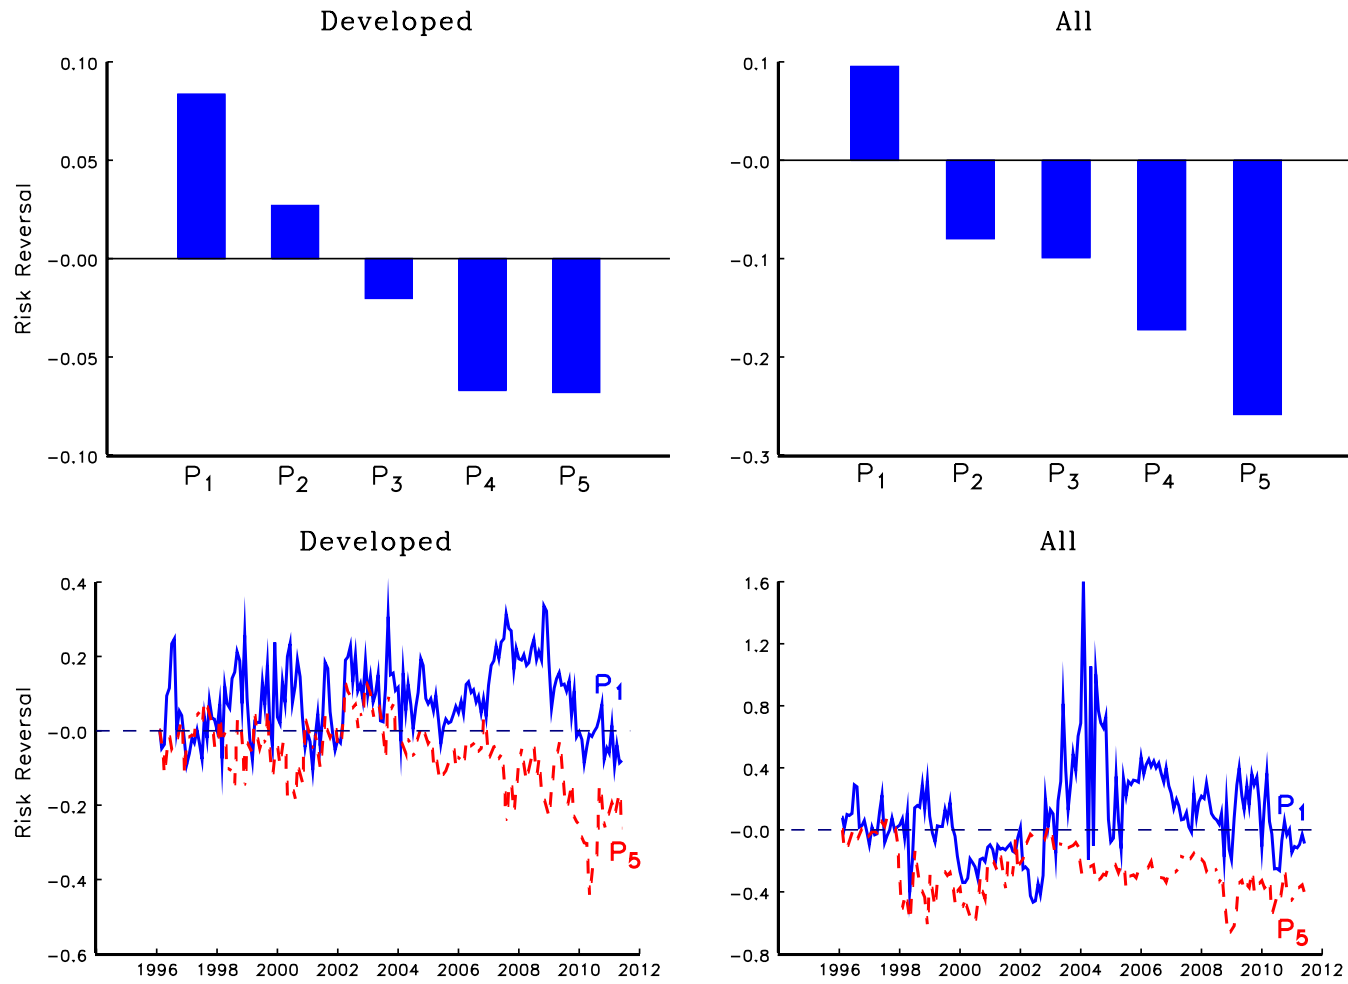 Developed
All
0.10
0.05
−0.00
−0.05
−0.10
Risk Reversal
P1 P2 P3 P4 P5
0.1
−0.0
−0.1
−0.2
−0.3
P1 P2 P3 P4 P5
Developed
All
0.4
0.2
−0.0
−0.2
−0.4
−0.6
Risk Reversal
P1
P5
1996 1998 2000 2002 2004 2006 2008 2010 2012
1.6
1.2
0.8
0.4
−0.0
−0.4
−0.8
P1
P5
1996 1998 2000 2002 2004 2006 2008 2010 2012